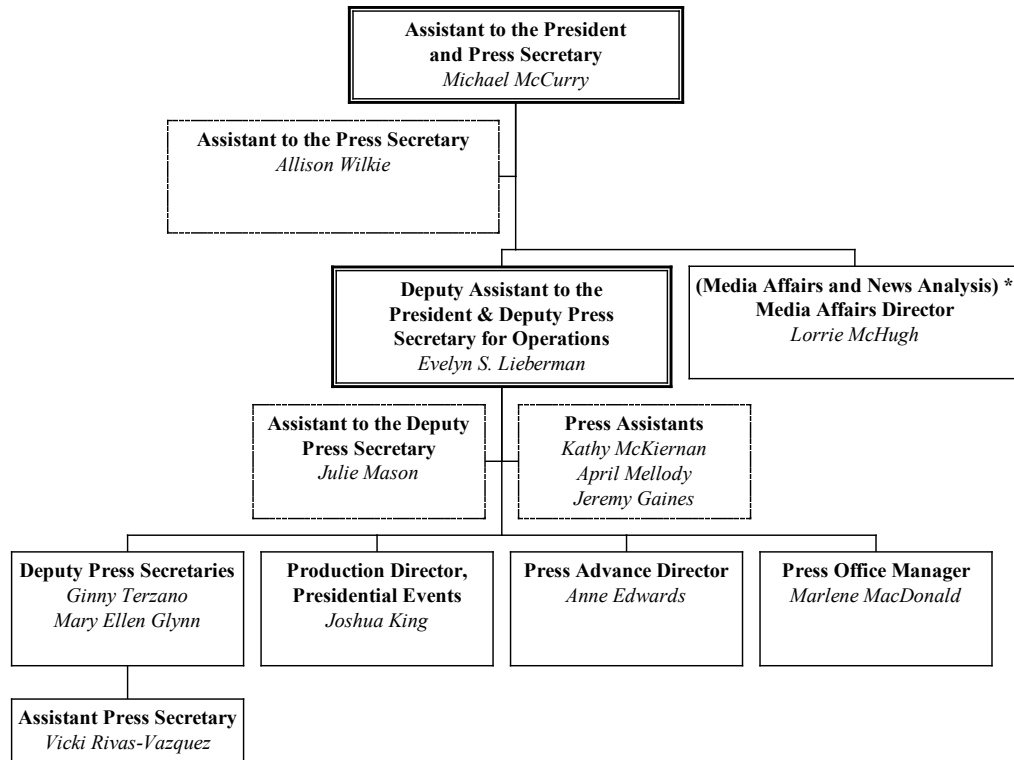 Assistant to the President
and Press Secretary
Michael McCurry
Assistant to the Press Secretary
Allison Wilkie
Deputy Assistant to the
President & Deputy Press
Secretary for Operations
Evelyn S. Lieberman
(Media Affairs and News Analysis) *
Media Affairs Director
Lorrie McHugh
Assistant to the Deputy
Press Secretary
Julie Mason
Press Assistants
Kathy McKiernan
April Mellody
Jeremy Gaines
Deputy Press Secretaries
Ginny Terzano
Mary Ellen Glynn
Production Director,
Presidential Events
Joshua King
Press Advance Director
Anne Edwards
Press Office Manager
Marlene MacDonald
Assistant Press Secretary
Vicki Rivas-Vazquez